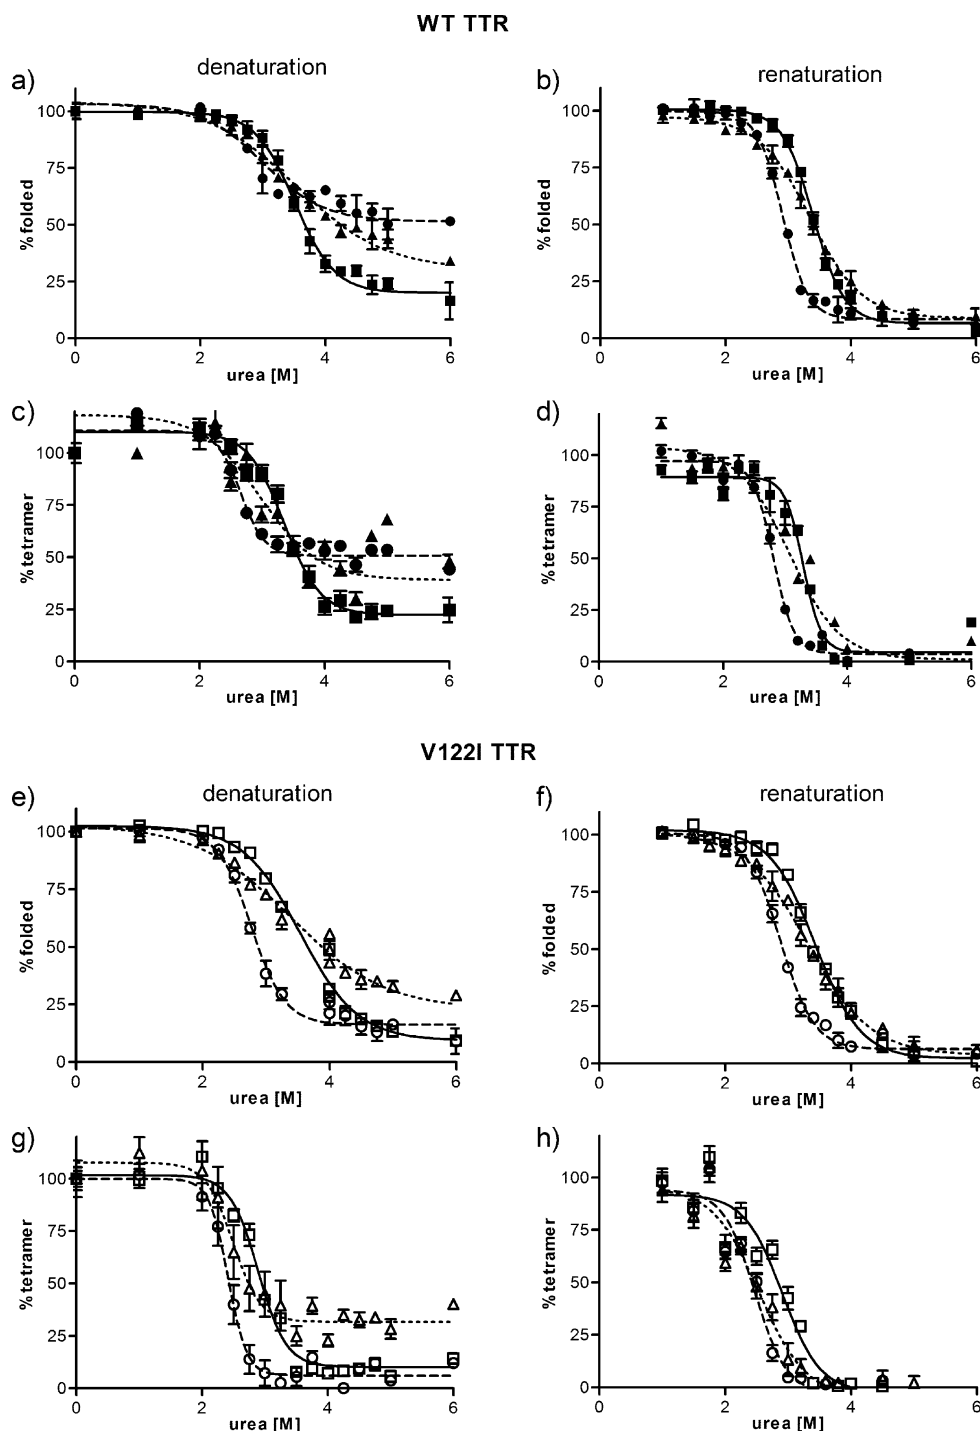 WT TTR
denaturation
renaturation
a)
b)
100
75
50
25
0
%folded
0 2 4 6
urea [M]
100
75
50
25
0
%folded
0 2 4 6
urea [M]
c)
d)
100
75
50
25
0
%tetramer
0 2 4 6
urea [M]
100
75
50
25
0
%tetramer
0 2 4 6
urea [M]
V122I TTR
denaturation
renaturation
e)
f)
100
75
50
25
0
%folded
0 2 4 6
urea [M]
100
75
50
25
0
%folded
0 2 4 6
urea [M]
g)
h)
100
75
50
25
0
%tetramer
0 2 4 6
urea [M]
100
75
50
25
0
%tetramer
0 2 4 6
urea [M]